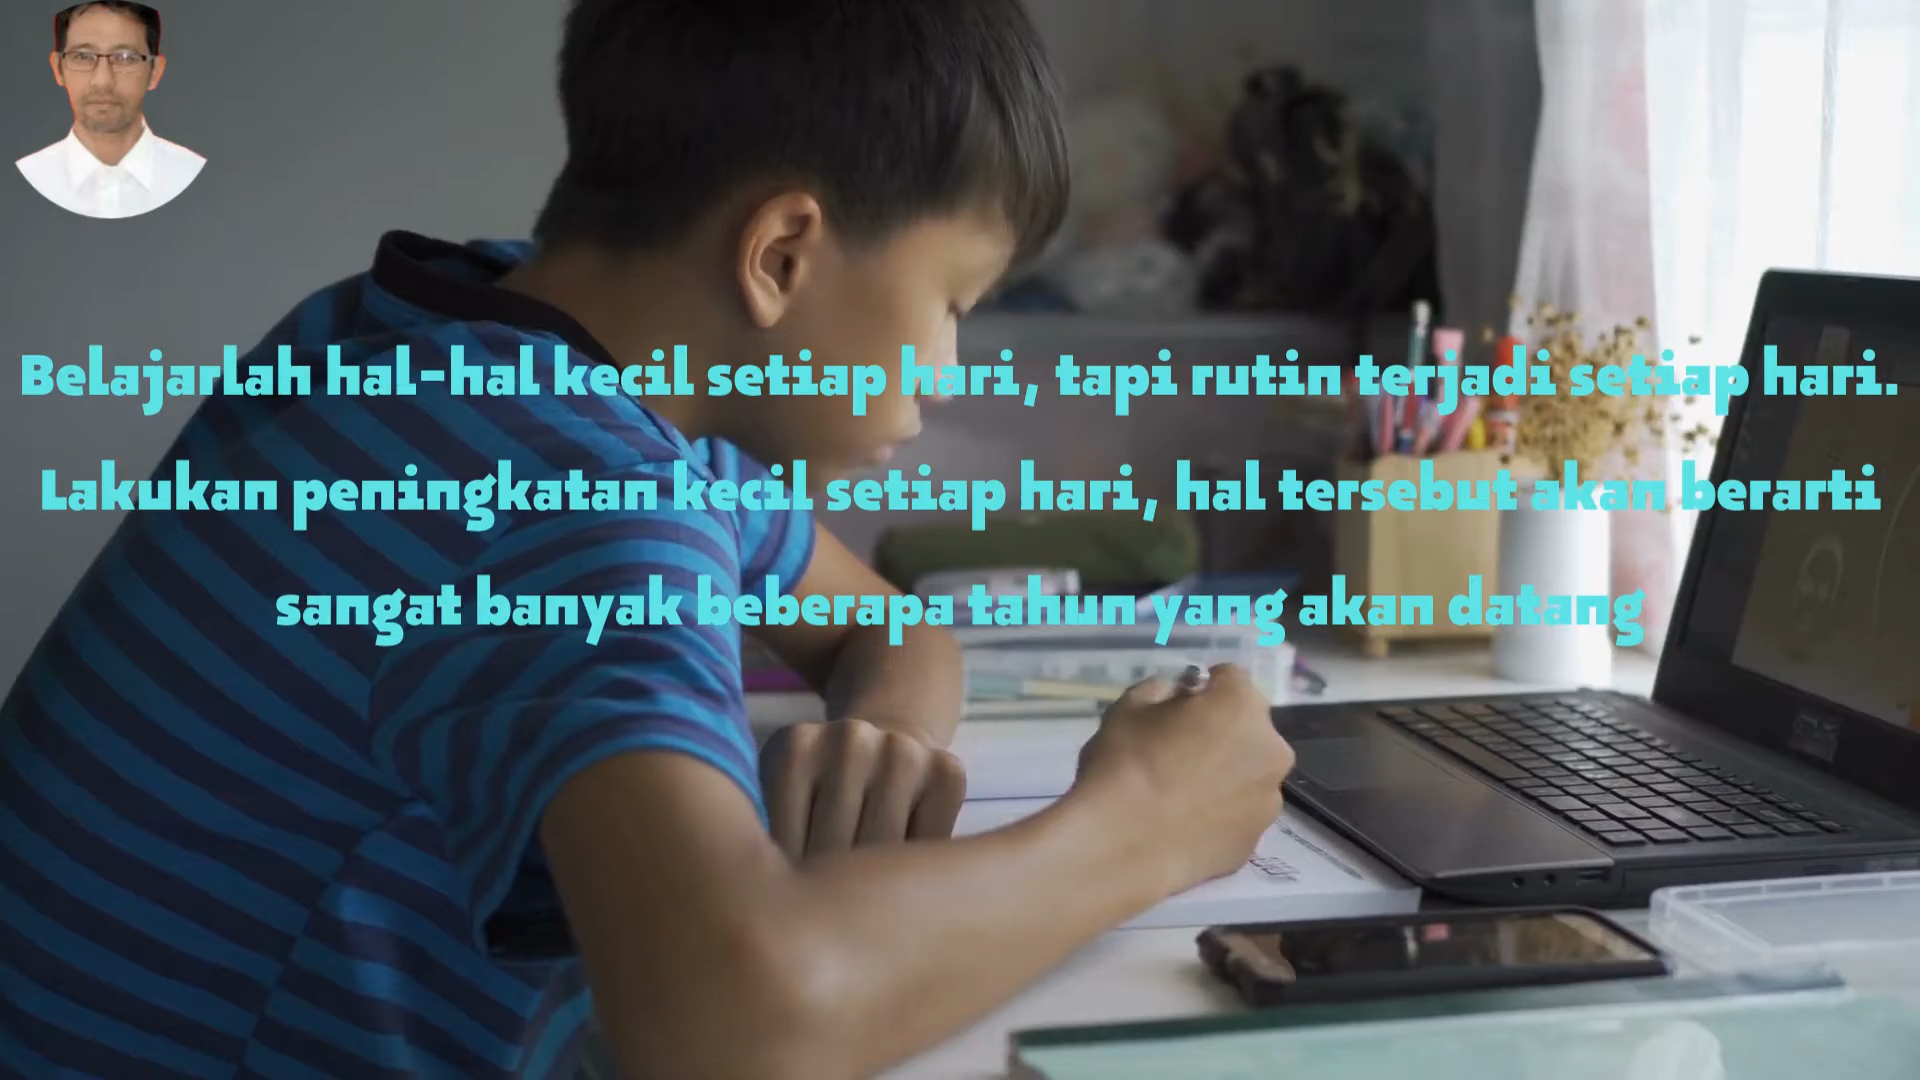 Belajarlah hal-hal kecil setiap hari, tapi rutin terjadi setiap hari.
Lakukan peningkatan kecil setiap hari, hal tersebut akan berarti
sangat banyak beberapa tahun yang akan datang